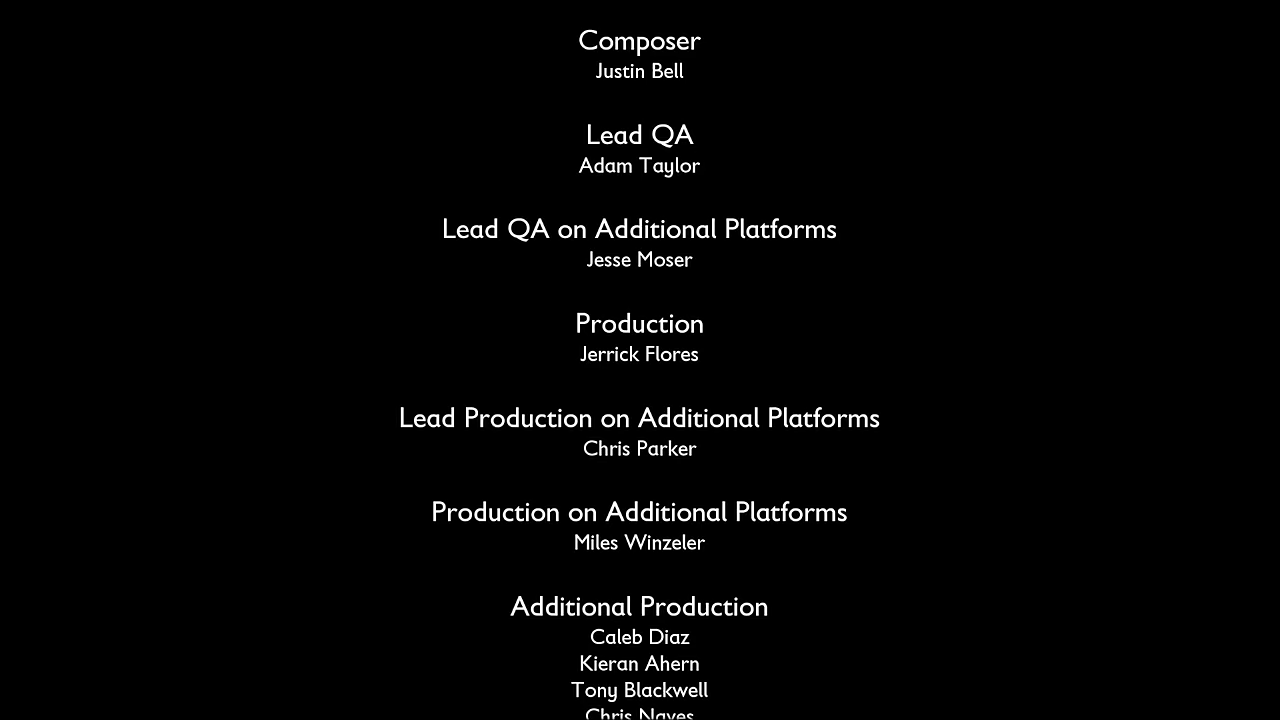 Composer
Justin Bell
Lead QA
Adam Taylor
Lead QA on Additional Platforms
Jesse Moser
Production
Jerrick Flores
Lead Production on Additional Platforms
Chris Parker
Production on Additional Platforms
Miles Winzeler
Additional Production
Caleb Diaz
Kieran Ahern
Tony Blackwell
Chris